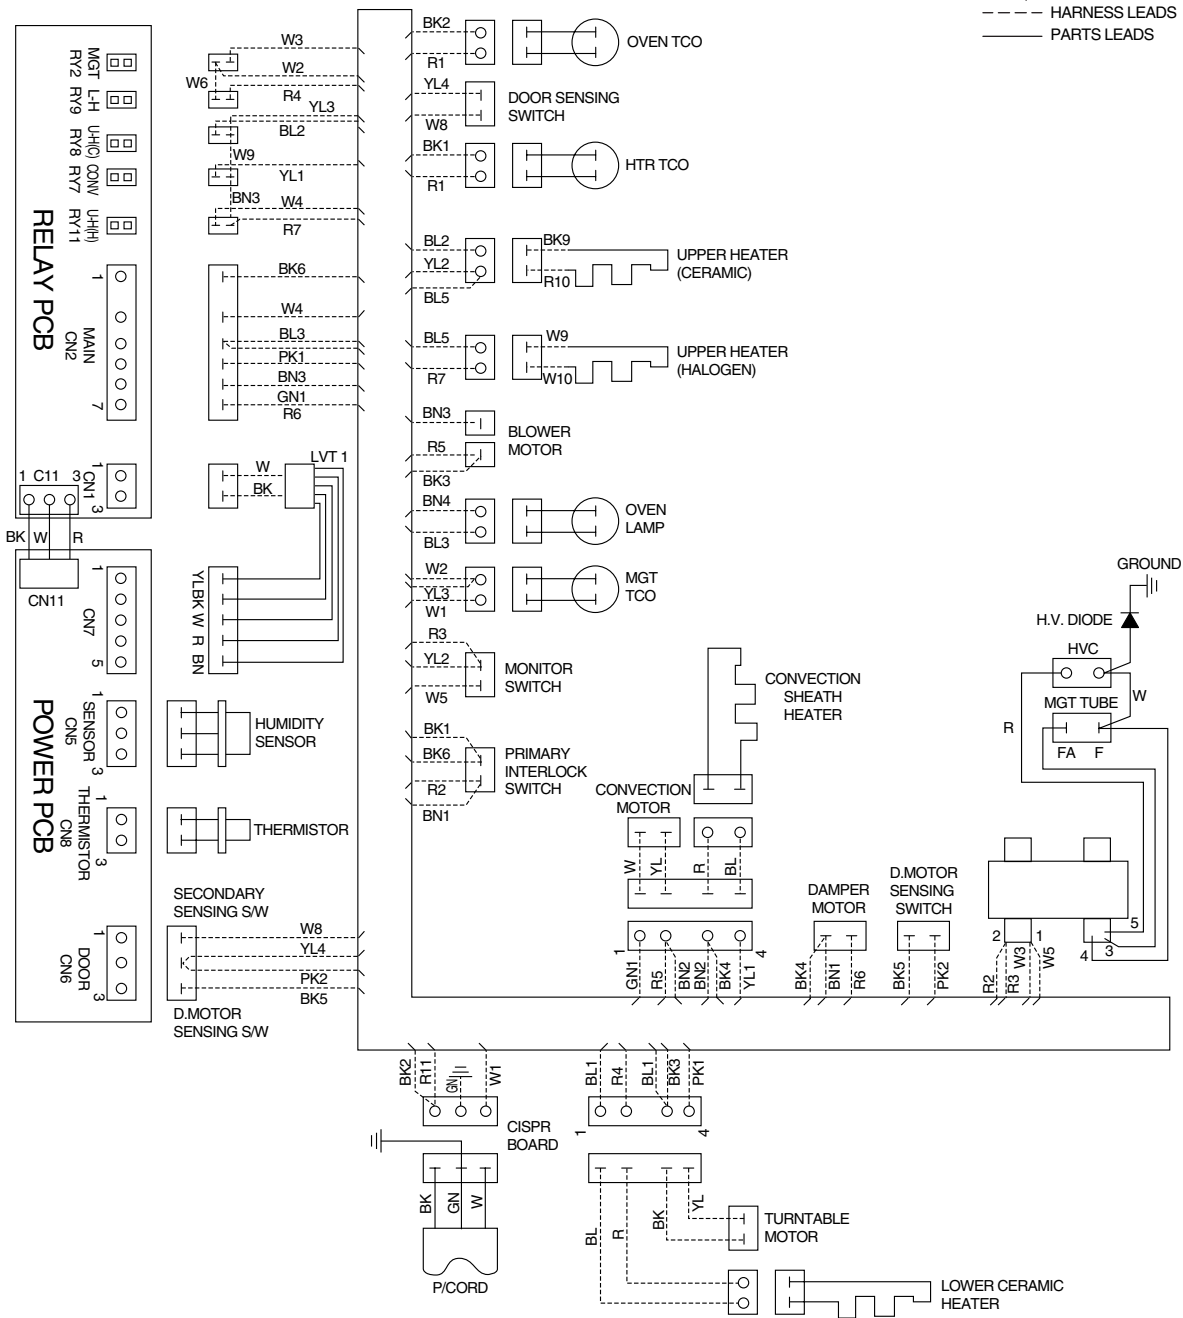 HARNESS LEADS
PARTS LEADS
RELAY PCB
MGT
RY2
L-H
RY9
U-H(C)
RY8
CONV
RY7
U-H(H)
RY11
1
MAIN
CN2
7
1
CN1
3
1 C11 3
BK W R
CN11
POWER PCB
1
CN7
5
1
SENSOR
CN5
3
1
THERMISTOR
CN8
3
1
DOOR
CN6
3
W3
W2
W6
R4
YL3
BL2
W9
YL1
BN3
W4
R7
BK6
W4
BL3
PK1
BN3
GN1
R6
LVT 1
W
BK
YL
BK
W
R
BN
HUMIDITY
SENSOR
THERMISTOR
SECONDARY
SENSING S/W
W8
YL4
PK2
BK5
D.MOTOR
SENSING S/W
BK2
R1
OVEN TCO
YL4
W8
DOOR SENSING
SWITCH
BK1
R1
HTR TCO
BL2
YL2
BL5
BK9
R10
UPPER HEATER
(CERAMIC)
BL5
R7
W9
W10
UPPER HEATER
(HALOGEN)
BN3
R5
BK3
BLOWER
MOTOR
BN4
BL3
OVEN
LAMP
W2
YL3
W1
MGT
TCO
R3
YL2
W5
MONITOR
SWITCH
BK1
BK6
R2
BN1
PRIMARY
INTERLOCK
SWITCH
CONVECTION
SHEATH
HEATER
CONVECTION
MOTOR
W
YL
R
BL
1
4
GN1
R5
BN2
BN2
BK4
YL1
DAMPER
MOTOR
BK4
BN1
R6
D.MOTOR
SENSING
SWITCH
BK5
PK2
GROUND
H.V. DIODE
HVC
W
MGT TUBE
R
FA F
5
2 1
4 3
R2
R3
W3
W5
BK2
R11
GN
W1
CISPR
BOARD
BK
GN
W
P/CORD
BL1
R4
BL1
BK3
PK1
1
4
BL
R
BK
YL
TURNTABLE
MOTOR
LOWER CERAMIC
HEATER